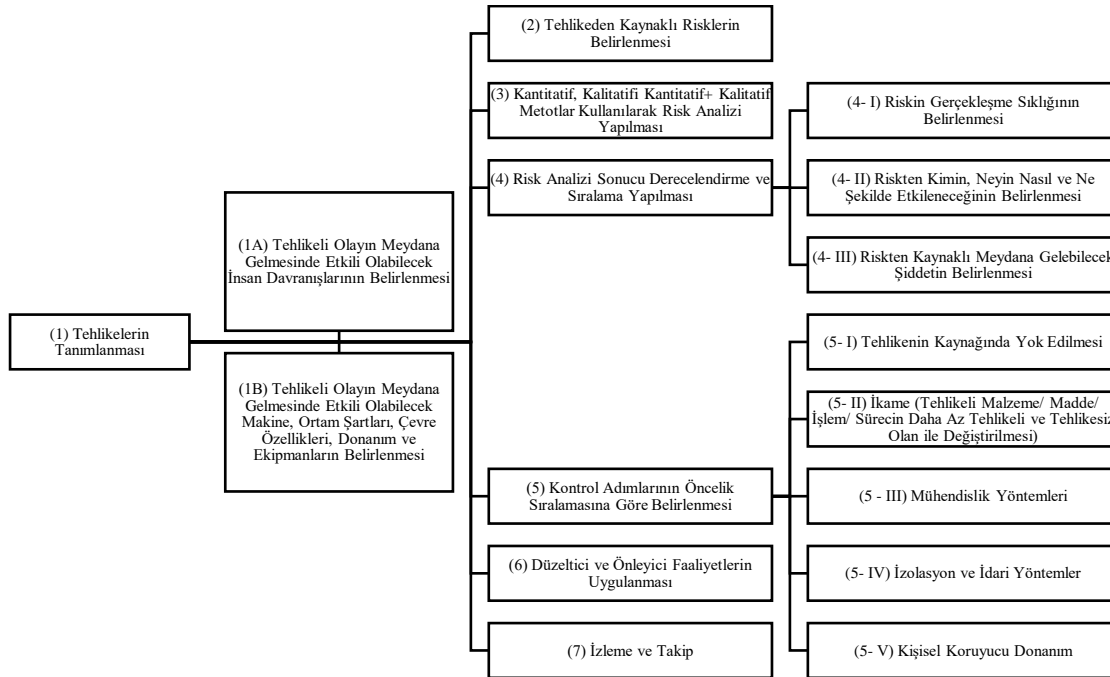 (1) Tehlikelerin
Tanımlanması
(1A) Tehlikeli Olayın Meydana
Gelmesinde Etkili Olabilecek
İnsan Davranışlarının Belirlenmesi
(1B) Tehlikeli Olayın Meydana
Gelmesinde Etkili Olabilecek
Makine, Ortam Şartları, Çevre
Özellikleri, Donanım ve
Ekipmanların Belirlenmesi
(2) Tehlikeden Kaynaklı Risklerin
Belirlenmesi
(3) Kantitatif, Kalitatifi Kantitatif+ Kalitatif
Metotlar Kullanılarak Risk Analizi
Yapılması
(4) Risk Analizi Sonucu Derecelendirme ve
Sıralama Yapılması
(4- I) Riskin Gerçekleşme Sıklığının
Belirlenmesi
(4- II) Riskten Kimin, Neyin Nasıl ve Ne
Şekilde Etkileneceğinin Belirlenmesi
(4- III) Riskten Kaynaklı Meydana Gelebilecek
Şiddetin Belirlenmesi
(5) Kontrol Adımlarının Öncelik
Sıralamasına Göre Belirlenmesi
(5- I) Tehlikenin Kaynağında Yok Edilmesi
(5- II) İkame (Tehlikeli Malzeme/ Madde/
İşlem/ Sürecin Daha Az Tehlikeli ve Tehlikesiz
Olan ile Değiştirilmesi)
(5 - III) Mühendislik Yöntemleri
(5- IV) İzolasyon ve İdari Yöntemler
(5- V) Kişisel Koruyucu Donanım
(6) Düzeltici ve Önleyici Faaliyetlerin
Uygulanması
(7) İzleme ve Takip